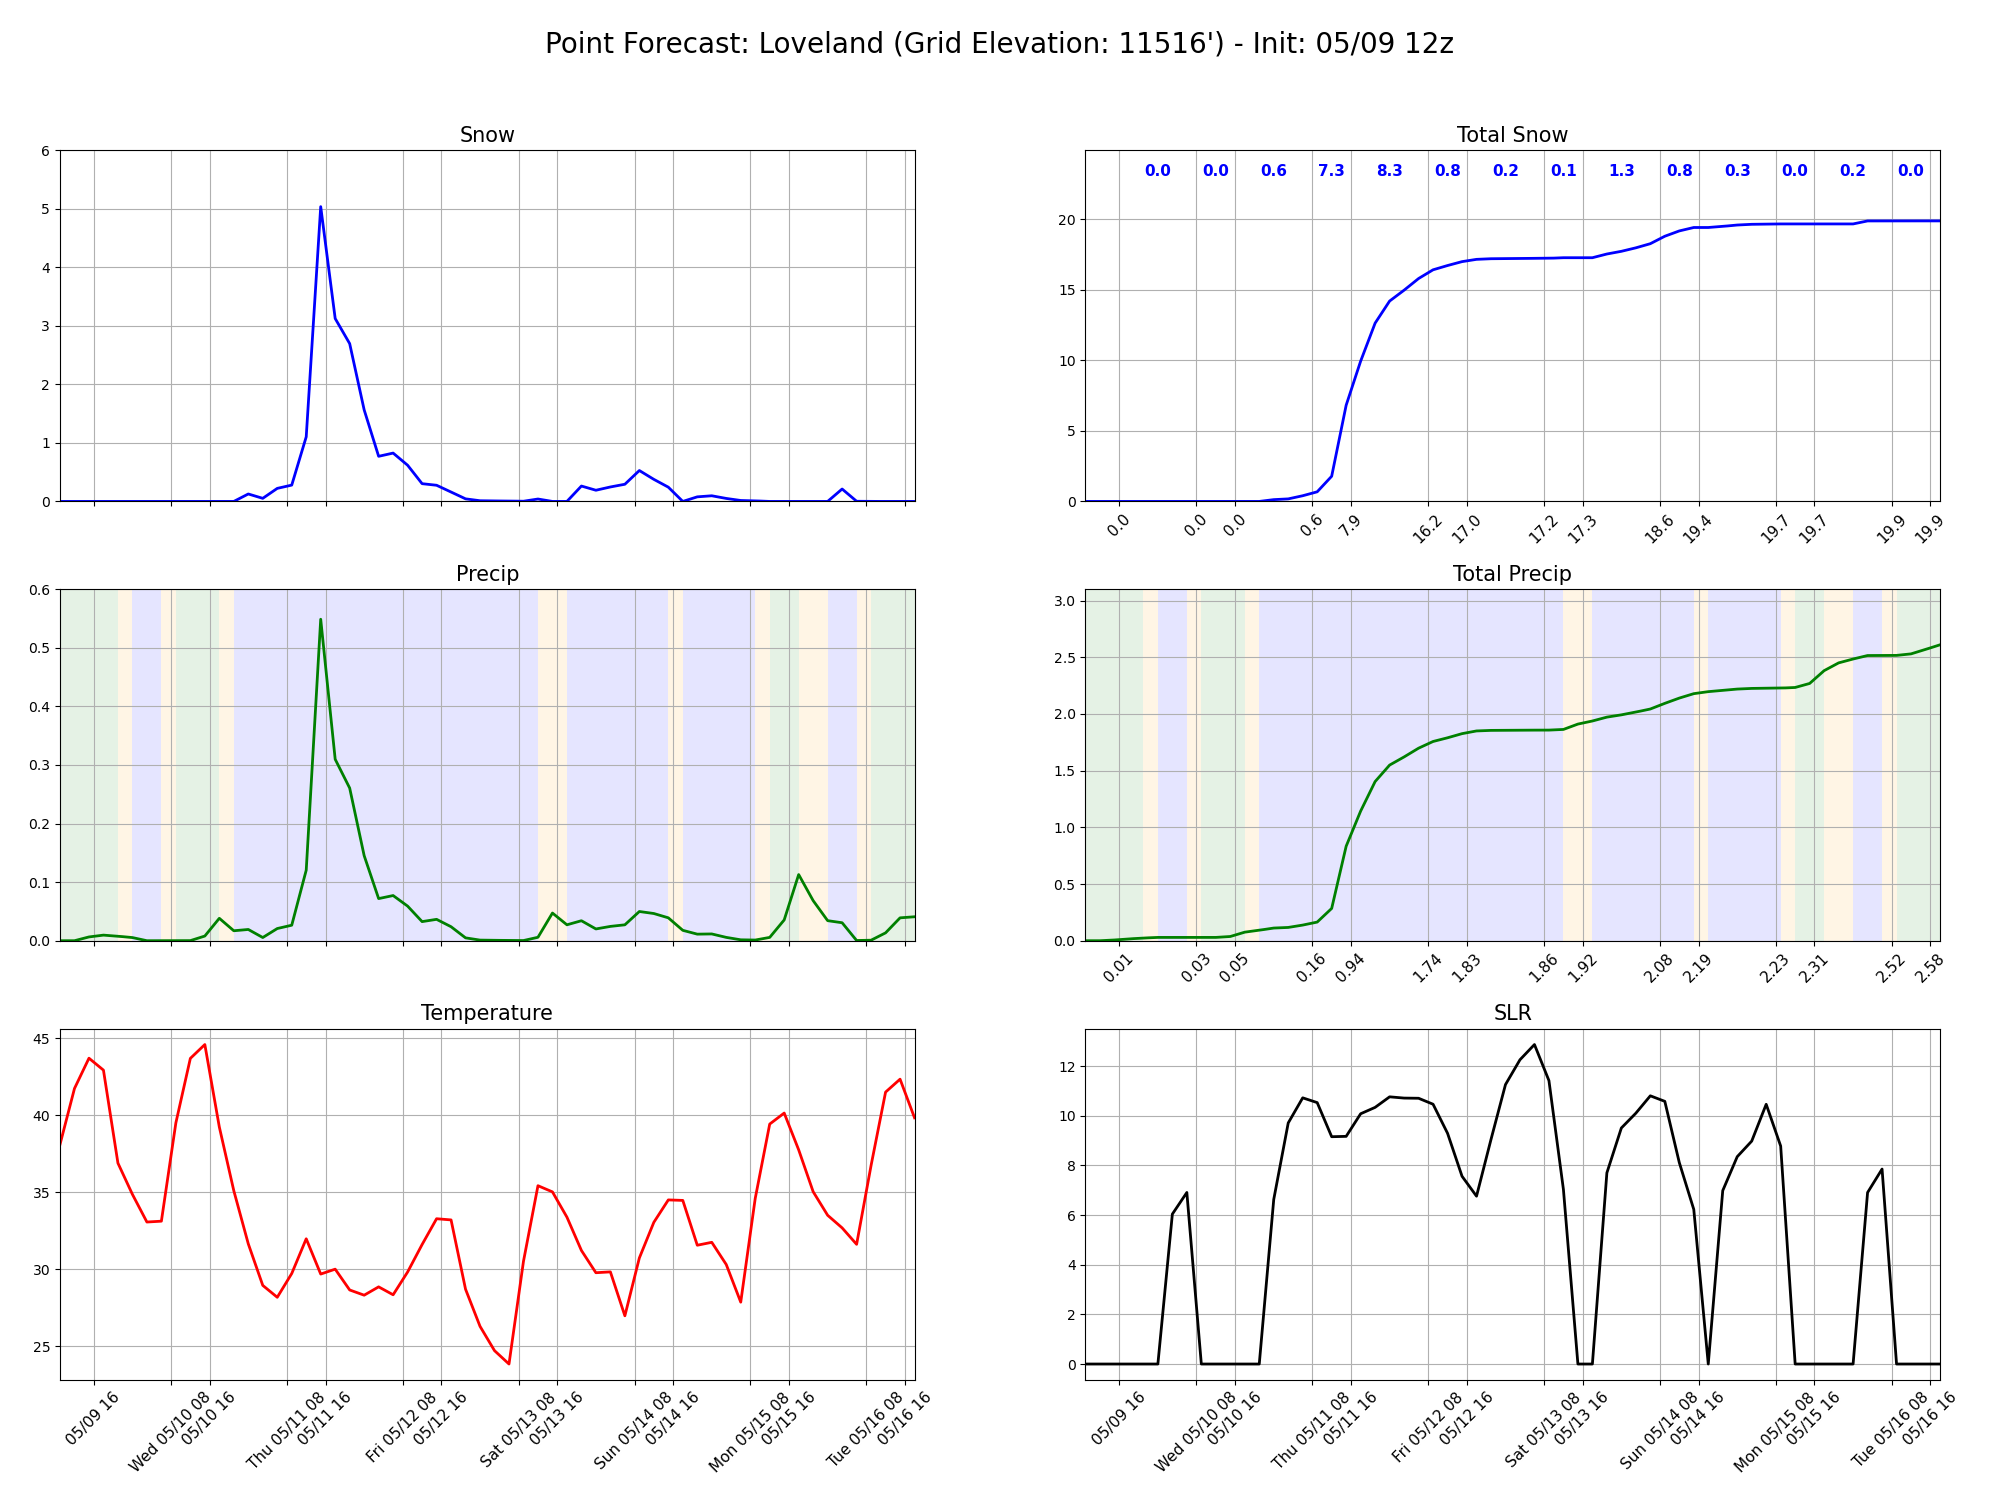 Point Forecast: Loveland (Grid Elevation: 11516') - Init: 05/09 12z
Snow
6
5
4
3
2
1
0
Total Snow
0.0 0.0 0.6 7.3 8.3 0.8 0.2 0.1 1.3 0.8 0.3 0.0 0.2 0.0
20
15
10
5
0
0.0 0.0 0.0 0.6 7.9 16.2 17.0 17.2 17.3 18.6 19.4 19.7 19.7 19.9 19.9
Precip
0.6
0.5
0.4
0.3
0.2
0.1
0.0
Total Precip
3.0
2.5
2.0
1.5
1.0
0.5
0.0
0.01 0.03 0.05 0.16 0.94 1.74 1.83 1.86 1.92 2.08 2.19 2.23 2.31 2.52 2.58
Temperature
45
40
35
30
25
05/09 16
Wed 05/10 08
05/10 16
Thu 05/11 08
05/11 16
Fri 05/12 08
05/12 16
Sat 05/13 08
05/13 16
Sun 05/14 08
05/14 16
Mon 05/15 08
05/15 16
Tue 05/16 08
05/16 16
SLR
12
10
8
6
4
2
0
05/09 16
Wed 05/10 08
05/10 16
Thu 05/11 08
05/11 16
Fri 05/12 08
05/12 16
Sat 05/13 08
05/13 16
Sun 05/14 08
05/14 16
Mon 05/15 08
05/15 16
Tue 05/16 08
05/16 16